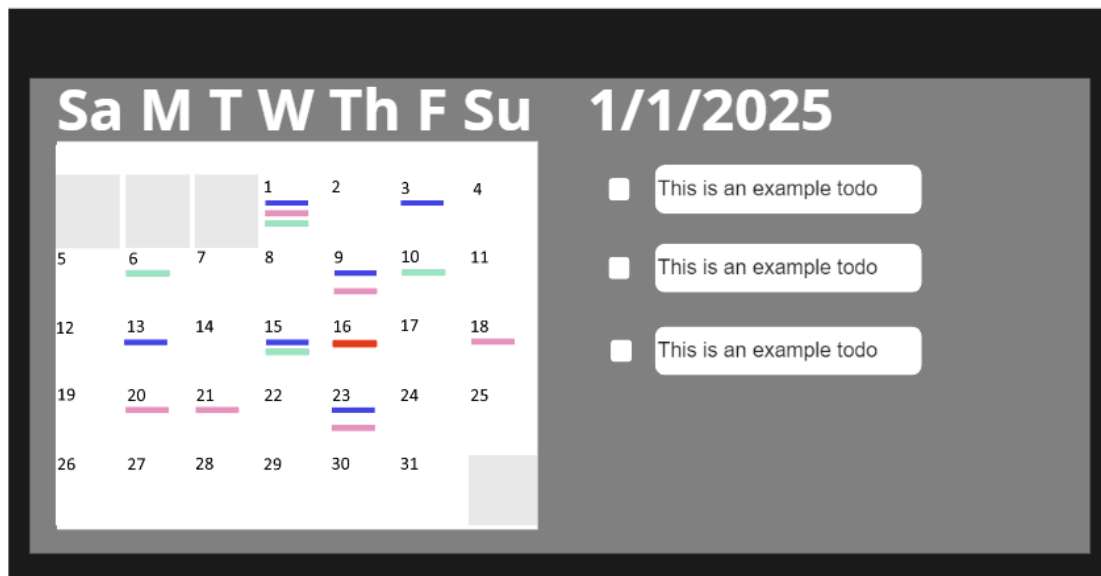 Sa M T W Th F Su
1 2 3 4
5 6 7 8 9 10 11
12 13 14 15 16 17 18
19 20 21 22 23 24 25
26 27 28 29 30 31
1/1/2025
This is an example todo
This is an example todo
This is an example todo